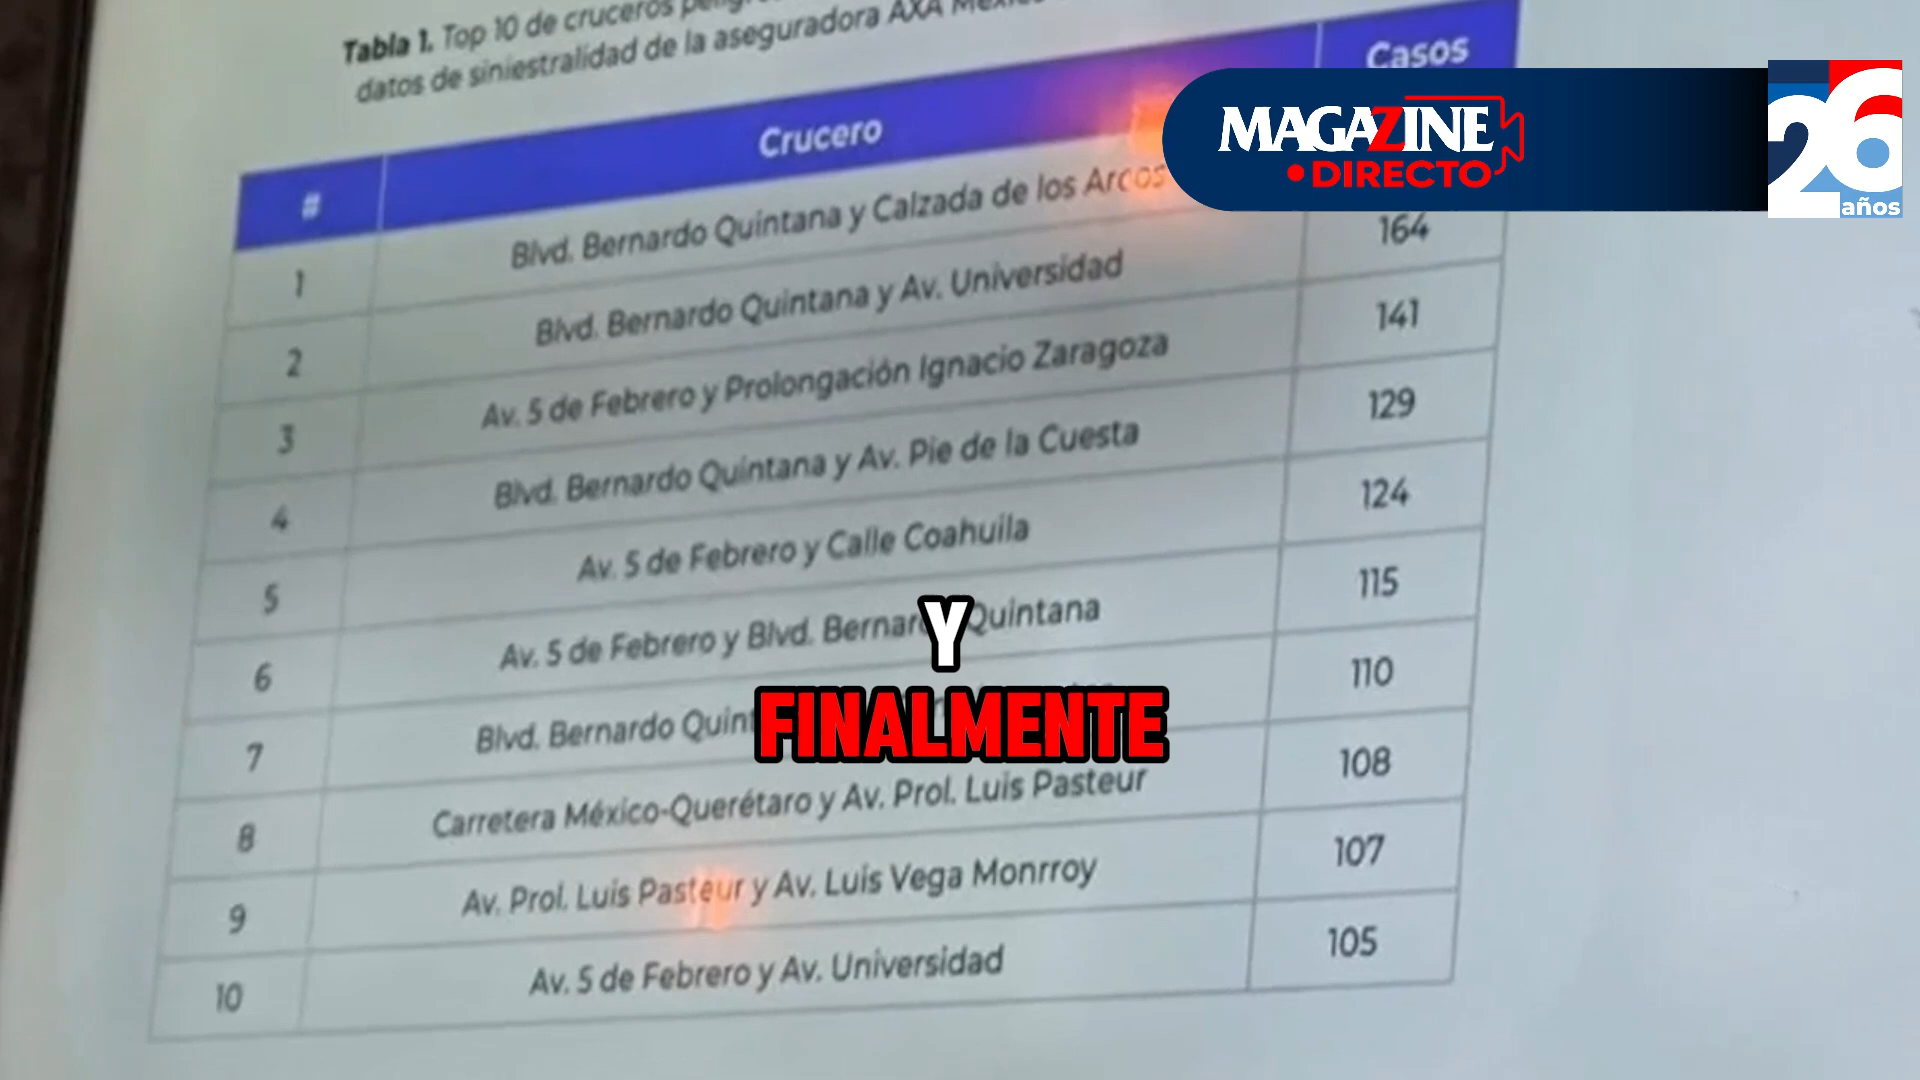 Tabla 1. Top 10 de cruceros
datos de siniestralidad de la aseguradora AXA
# Crucero Casos
1 Blvd. Bernardo Quintana y Calzada de los Arcos
2 Blvd. Bernardo Quintana y Av. Universidad 164
3 Av. 5 de Febrero y Prolongación Ignacio Zaragoza 141
4 Blvd. Bernardo Quintana y Av. Pie de la Cuesta 129
5 Av. 5 de Febrero y Calle Coahuila 124
6 Av. 5 de Febrero y Blvd. Bernardo Quintana 115
7 Blvd. Bernardo 110
8 Carretera México-Querétaro y Av. Prol. Luis Pasteur 108
9 Av. Prol. Luis Pasteur y Av. Luis Vega Monrroy 107
10 Av. 5 de Febrero y Av. Universidad 105
MAGAZINE
DIRECTO
26
años
Y
FINALMENTE